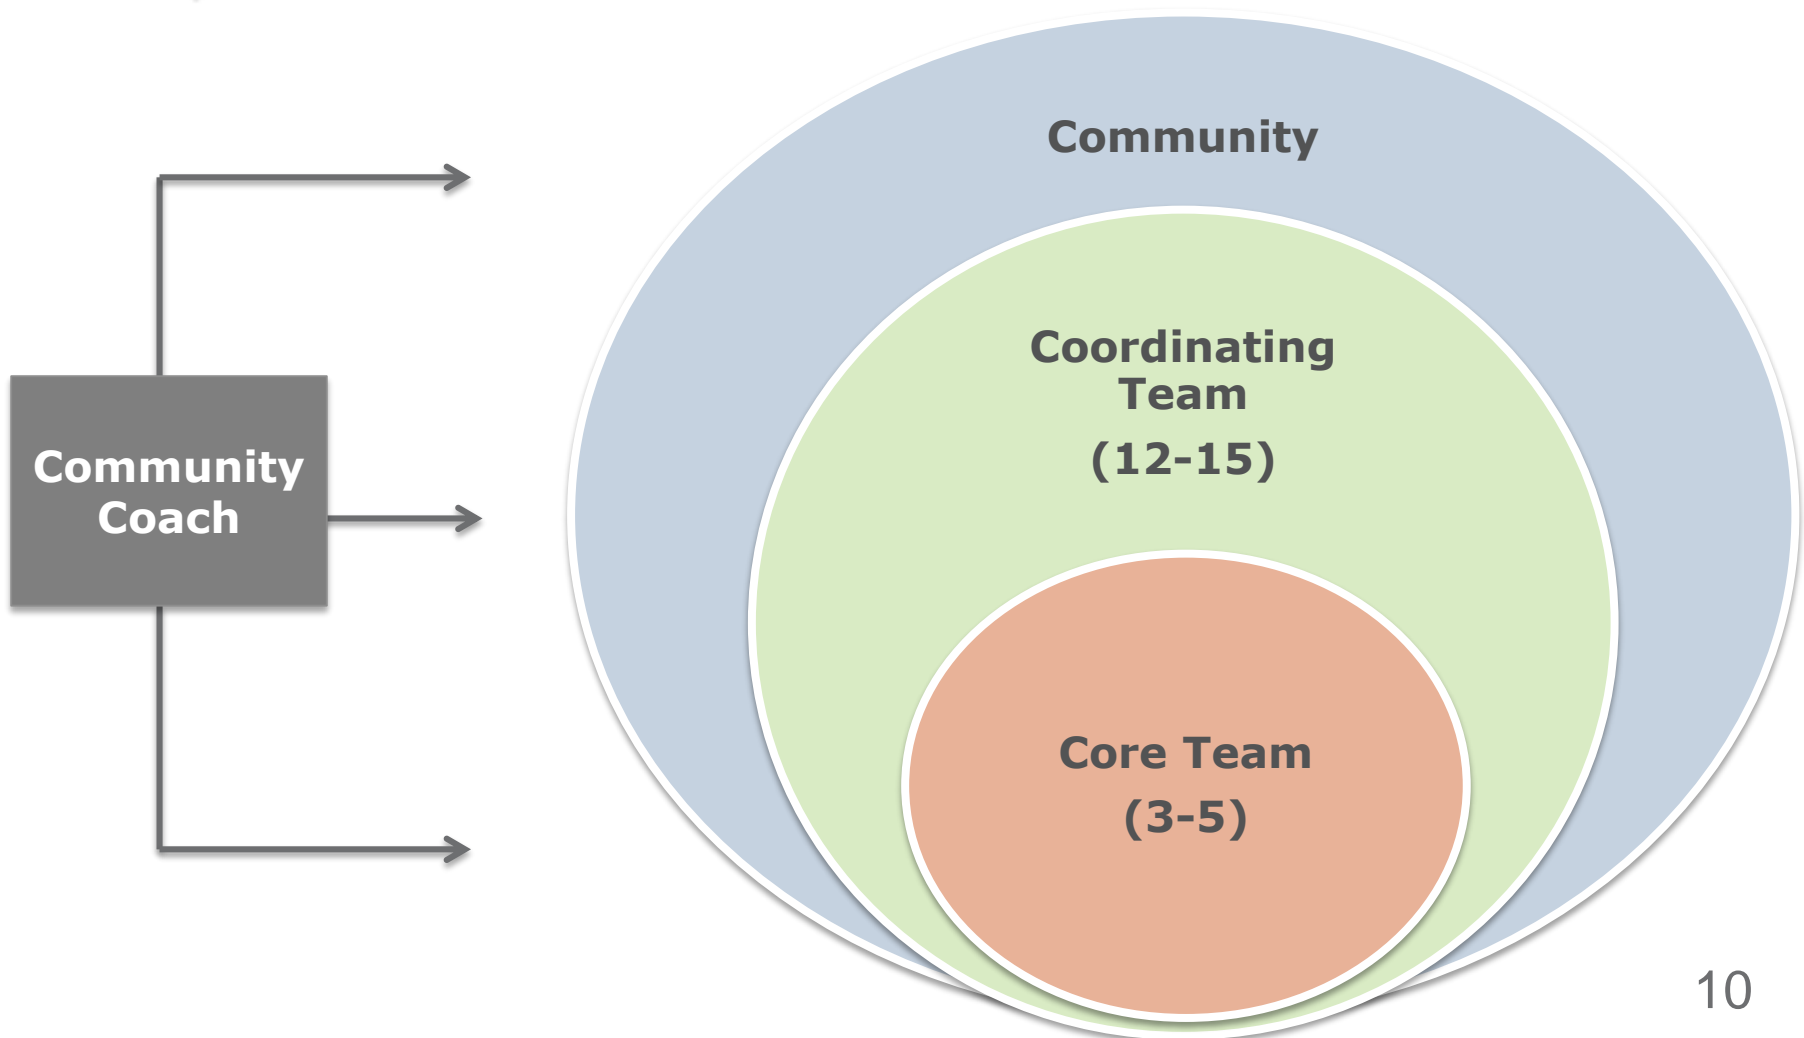 Community
Coordinating
Team
(12-15)
Community
Coach
Core Team
(3-5)
10